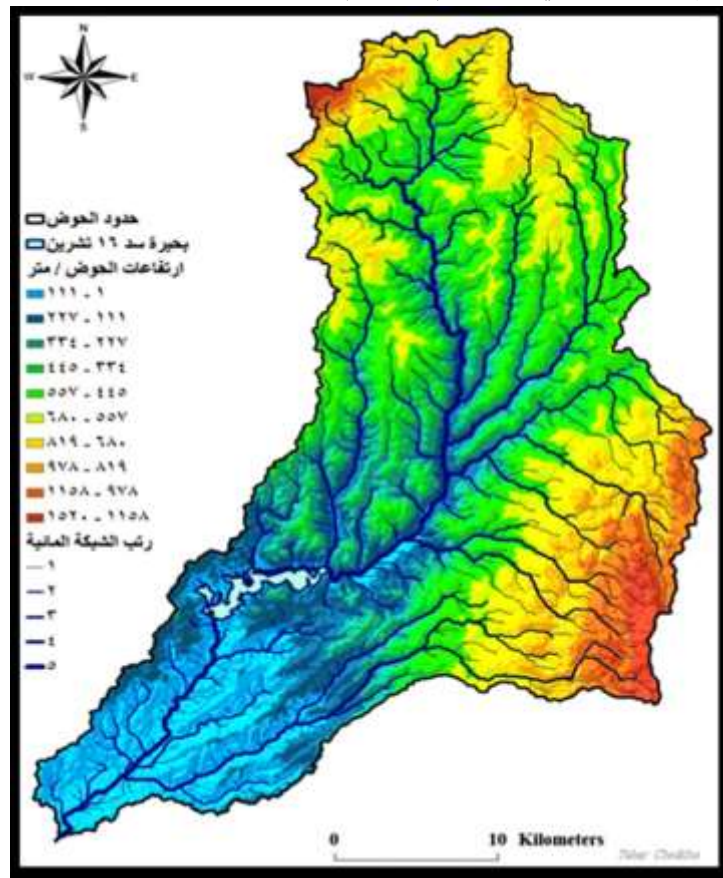 N
W E
S
حدود الحوض
بحيرة سد ١٦ تشرين
ارتفاعات الحوض / متر
١ - ١١١
١١١ - ٢٢٧
٢٢٧ - ٣٣٤
٣٣٤ - ٤٤٥
٤٤٥ - ٥٥٧
٥٥٧ - ٦٨٠
٦٨٠ - ٨١٩
٨١٩ - ٩٧٨
٩٧٨ - ١١٥٨
١١٥٨ - ١٥٢٠
رتب الشبكة المائية
١
٢
٣
٤
٥
0 10 Kilometers